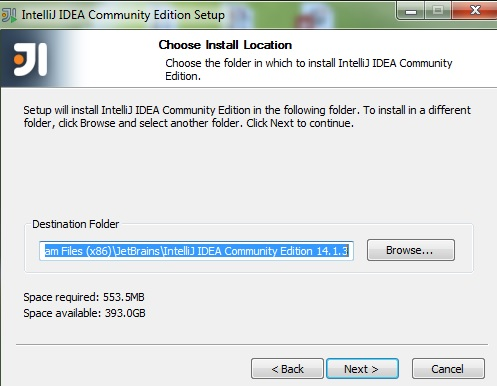 IntelliJ IDEA Community Edition Setup
Choose Install Location
Choose the folder in which to install IntelliJ IDEA Community
Edition.
Setup will install IntelliJ IDEA Community Edition in the following folder. To install in a different
folder, click Browse and select another folder. Click Next to continue.
Destination Folder
am Files (x86)\JetBrains\IntelliJ IDEA Community Edition 14.1.3
Browse...
Space required: 553.5MB
Space available: 393.0GB
< Back
Next >
Cancel